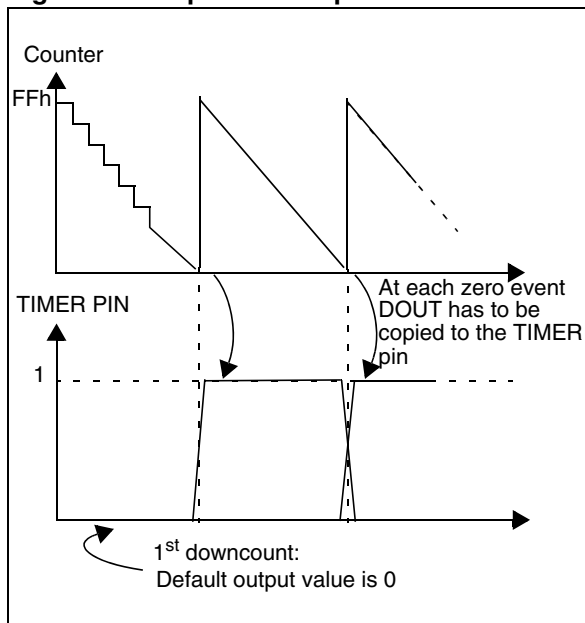 Counter
FFh
At each zero event
DOUT has to be
copied to the TIMER
pin
TIMER PIN
1
1st downcount:
Default output value is 0